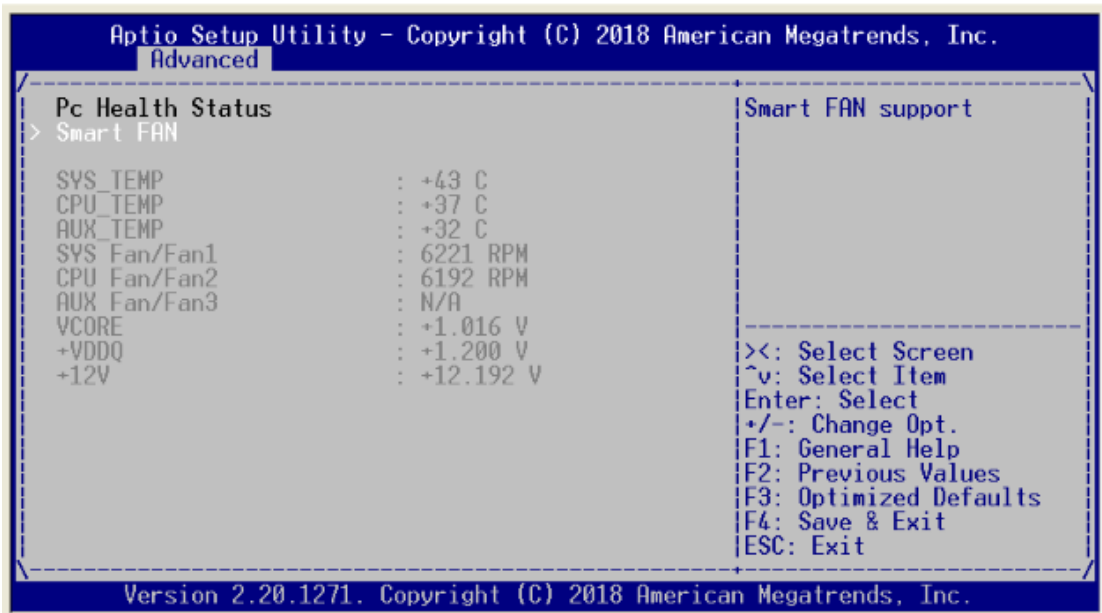 Aptio Setup Utility - Copyright (C) 2018 American Megatrends, Inc.
Advanced
Pc Health Status
> Smart FAN
SYS_TEMP : +43 C
CPU_TEMP : +37 C
AUX_TEMP : +32 C
SYS Fan/Fan1 : 6221 RPM
CPU Fan/Fan2 : 6192 RPM
AUX Fan/Fan3 : N/A
VCORE : +1.016 V
+VDDQ : +1.200 V
+12V : +12.192 V
Smart FAN support
><: Select Screen
^v: Select Item
Enter: Select
+/-: Change Opt.
F1: General Help
F2: Previous Values
F3: Optimized Defaults
F4: Save & Exit
ESC: Exit
Version 2.20.1271. Copyright (C) 2018 American Megatrends, Inc.